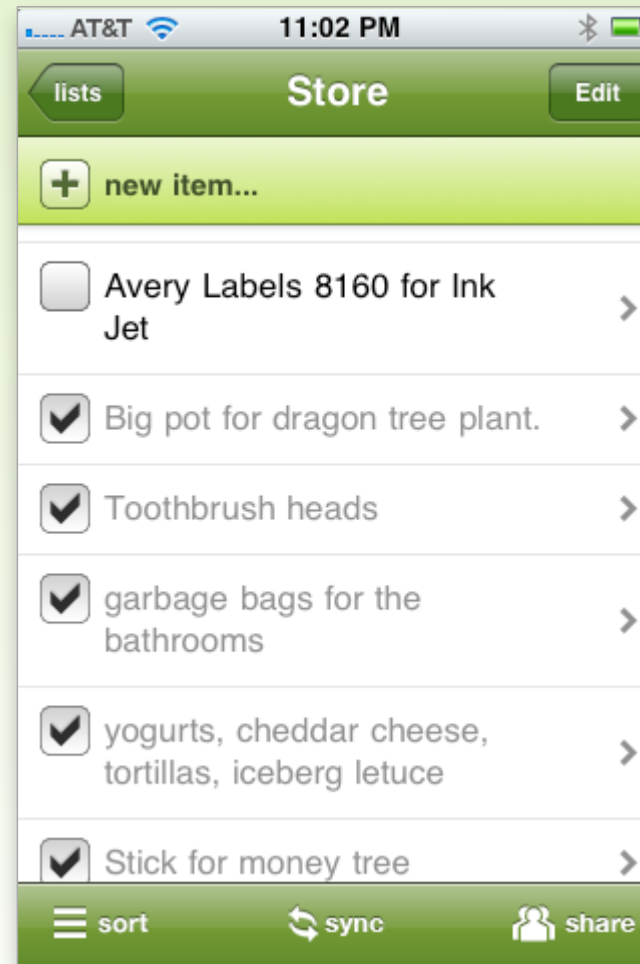 AT&T 11:02 PM
lists Store Edit
new item...
Avery Labels 8160 for Ink
Jet
Big pot for dragon tree plant.
Toothbrush heads
garbage bags for the
bathrooms
yogurts, cheddar cheese,
tortillas, iceberg letuce
Stick for money tree
sort sync share